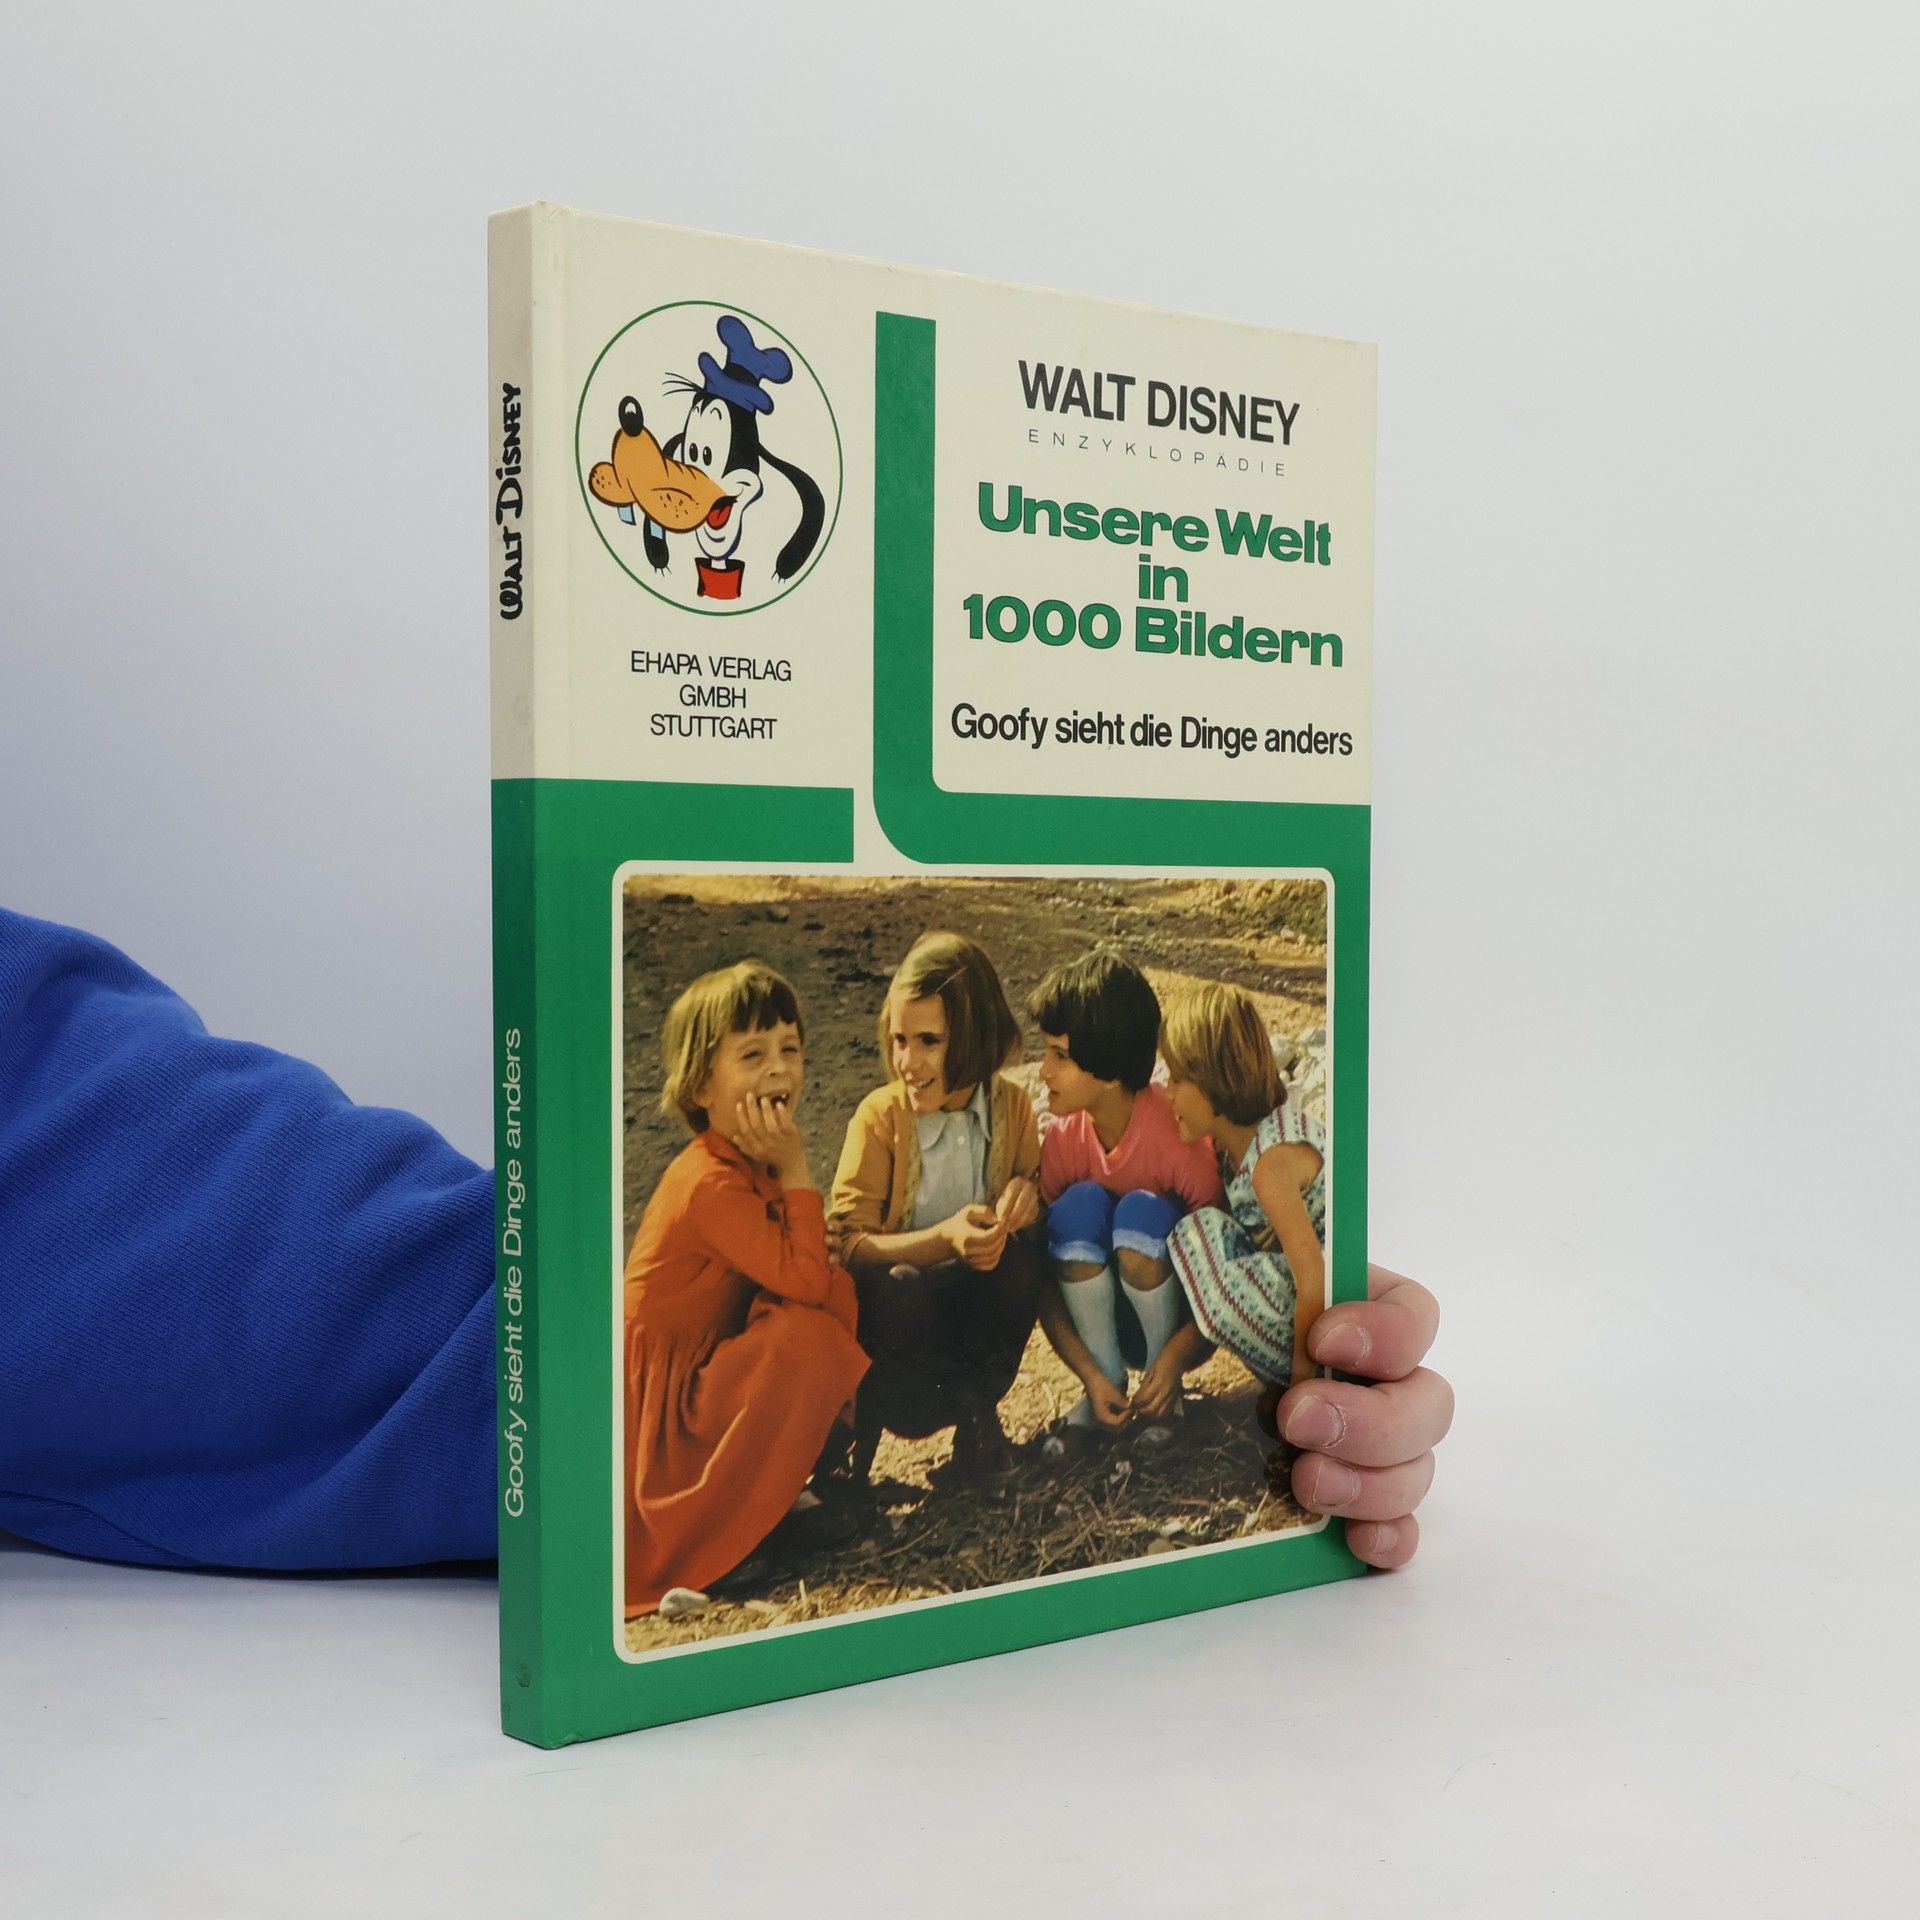 WALT DISNEY
Goofy sieht die Dinge anders
EHAPA VERLAG
GMBH
STUTTGART
WALT DISNEY
ENZYKLOPÄDIE
Unsere Welt
in
1000 Bildern
Goofy sieht die Dinge anders